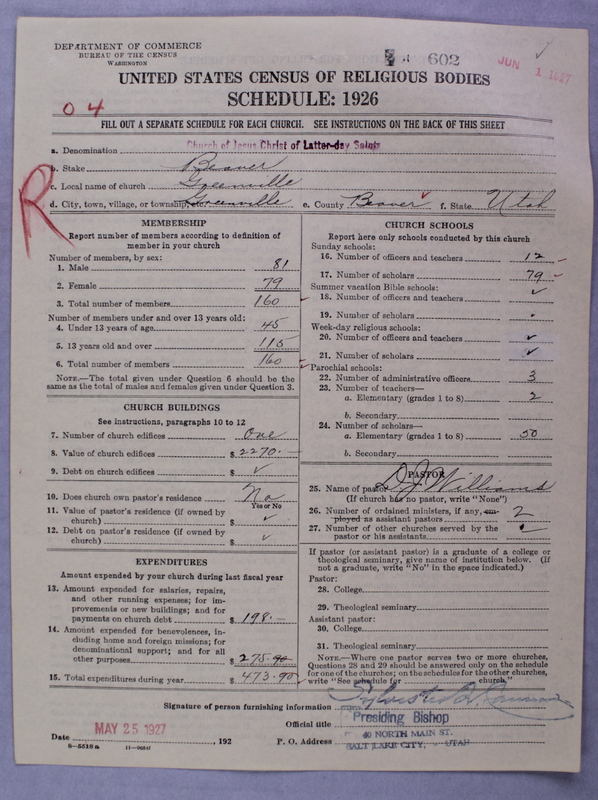 DEPARTMENT OF COMMERCE
BUREAU OF THE CENSUS
WASHINGTON
602
JUN 1 1927
UNITED STATES CENSUS OF RELIGIOUS BODIES
SCHEDULE: 1926
04
FILL OUT A SEPARATE SCHEDULE FOR EACH CHURCH. SEE INSTRUCTIONS ON THE BACK OF THIS SHEET
R
a. Denomination Church of Jesus Christ of Latter-day Saints
b. Stake Beaver
c. Local name of church Greenville
d. City, town, village, or township Greenville e. County Beaver f. State Utah
MEMBERSHIP
Report number of members according to definition of
member in your church
Number of members, by sex:
1. Male 81
2. Female 79
3. Total number of members 160
Number of members under and over 13 years old:
4. Under 13 years of age 45
5. 13 years old and over 115
6. Total number of members 160
NOTE.—The total given under Question 6 should be the
same as the total of males and females given under Question 3.
CHURCH BUILDINGS
See instructions, paragraphs 10 to 12
7. Number of church edifices One
8. Value of church edifices $ 2270.—
9. Debt on church edifices $ ✓
10. Does church own pastor's residence No
Yes or No
11. Value of pastor's residence (if owned by
church) $ ✓
12. Debt on pastor's residence (if owned by
church) $ ✓
EXPENDITURES
Amount expended by your church during last fiscal year
13. Amount expended for salaries, repairs,
and other running expenses; for im-
provements or new buildings; and for
payments on church debt $ 198.—
14. Amount expended for benevolences, in-
cluding home and foreign missions; for
denominational support; and for all
other purposes $ 275.90
15. Total expenditures during year $ 473.90
CHURCH SCHOOLS
Report here only schools conducted by this church
Sunday schools:
16. Number of officers and teachers 12 –
17. Number of scholars 79 –
Summer vacation Bible schools:
18. Number of officers and teachers ✓
19. Number of scholars
Week-day religious schools:
20. Number of officers and teachers ✓
21. Number of scholars ✓
Parochial schools:
22. Number of administrative officers 3
23. Number of teachers—
a. Elementary (grades 1 to 8) 2
b. Secondary
24. Number of scholars—
a. Elementary (grades 1 to 8) 50
b. Secondary
PASTOR
25. Name of pastor D J Williams
(If church has no pastor, write "None")
26. Number of ordained ministers, if any, em-
ployed as assistant pastors 2
27. Number of other churches served by the
pastor or his assistants
If pastor (or assistant pastor) is a graduate of a college or
theological seminary, give name of institution below. (If
not a graduate, write "No" in the space indicated.)
Pastor:
28. College
29. Theological seminary
Assistant pastor:
30. College
31. Theological seminary
NOTE.—Where one pastor serves two or more churches,
Questions 28 and 29 should be answered only on the schedule
for one of the churches; on the schedules for the other churches,
write "See schedule for church."
Signature of person furnishing information Sylvester Q. Cannon
Official title Presiding Bishop
Date MAY 25 1927, 192 P. O. Address 40 NORTH MAIN ST.
SALT LAKE CITY, UTAH
8—5518 a